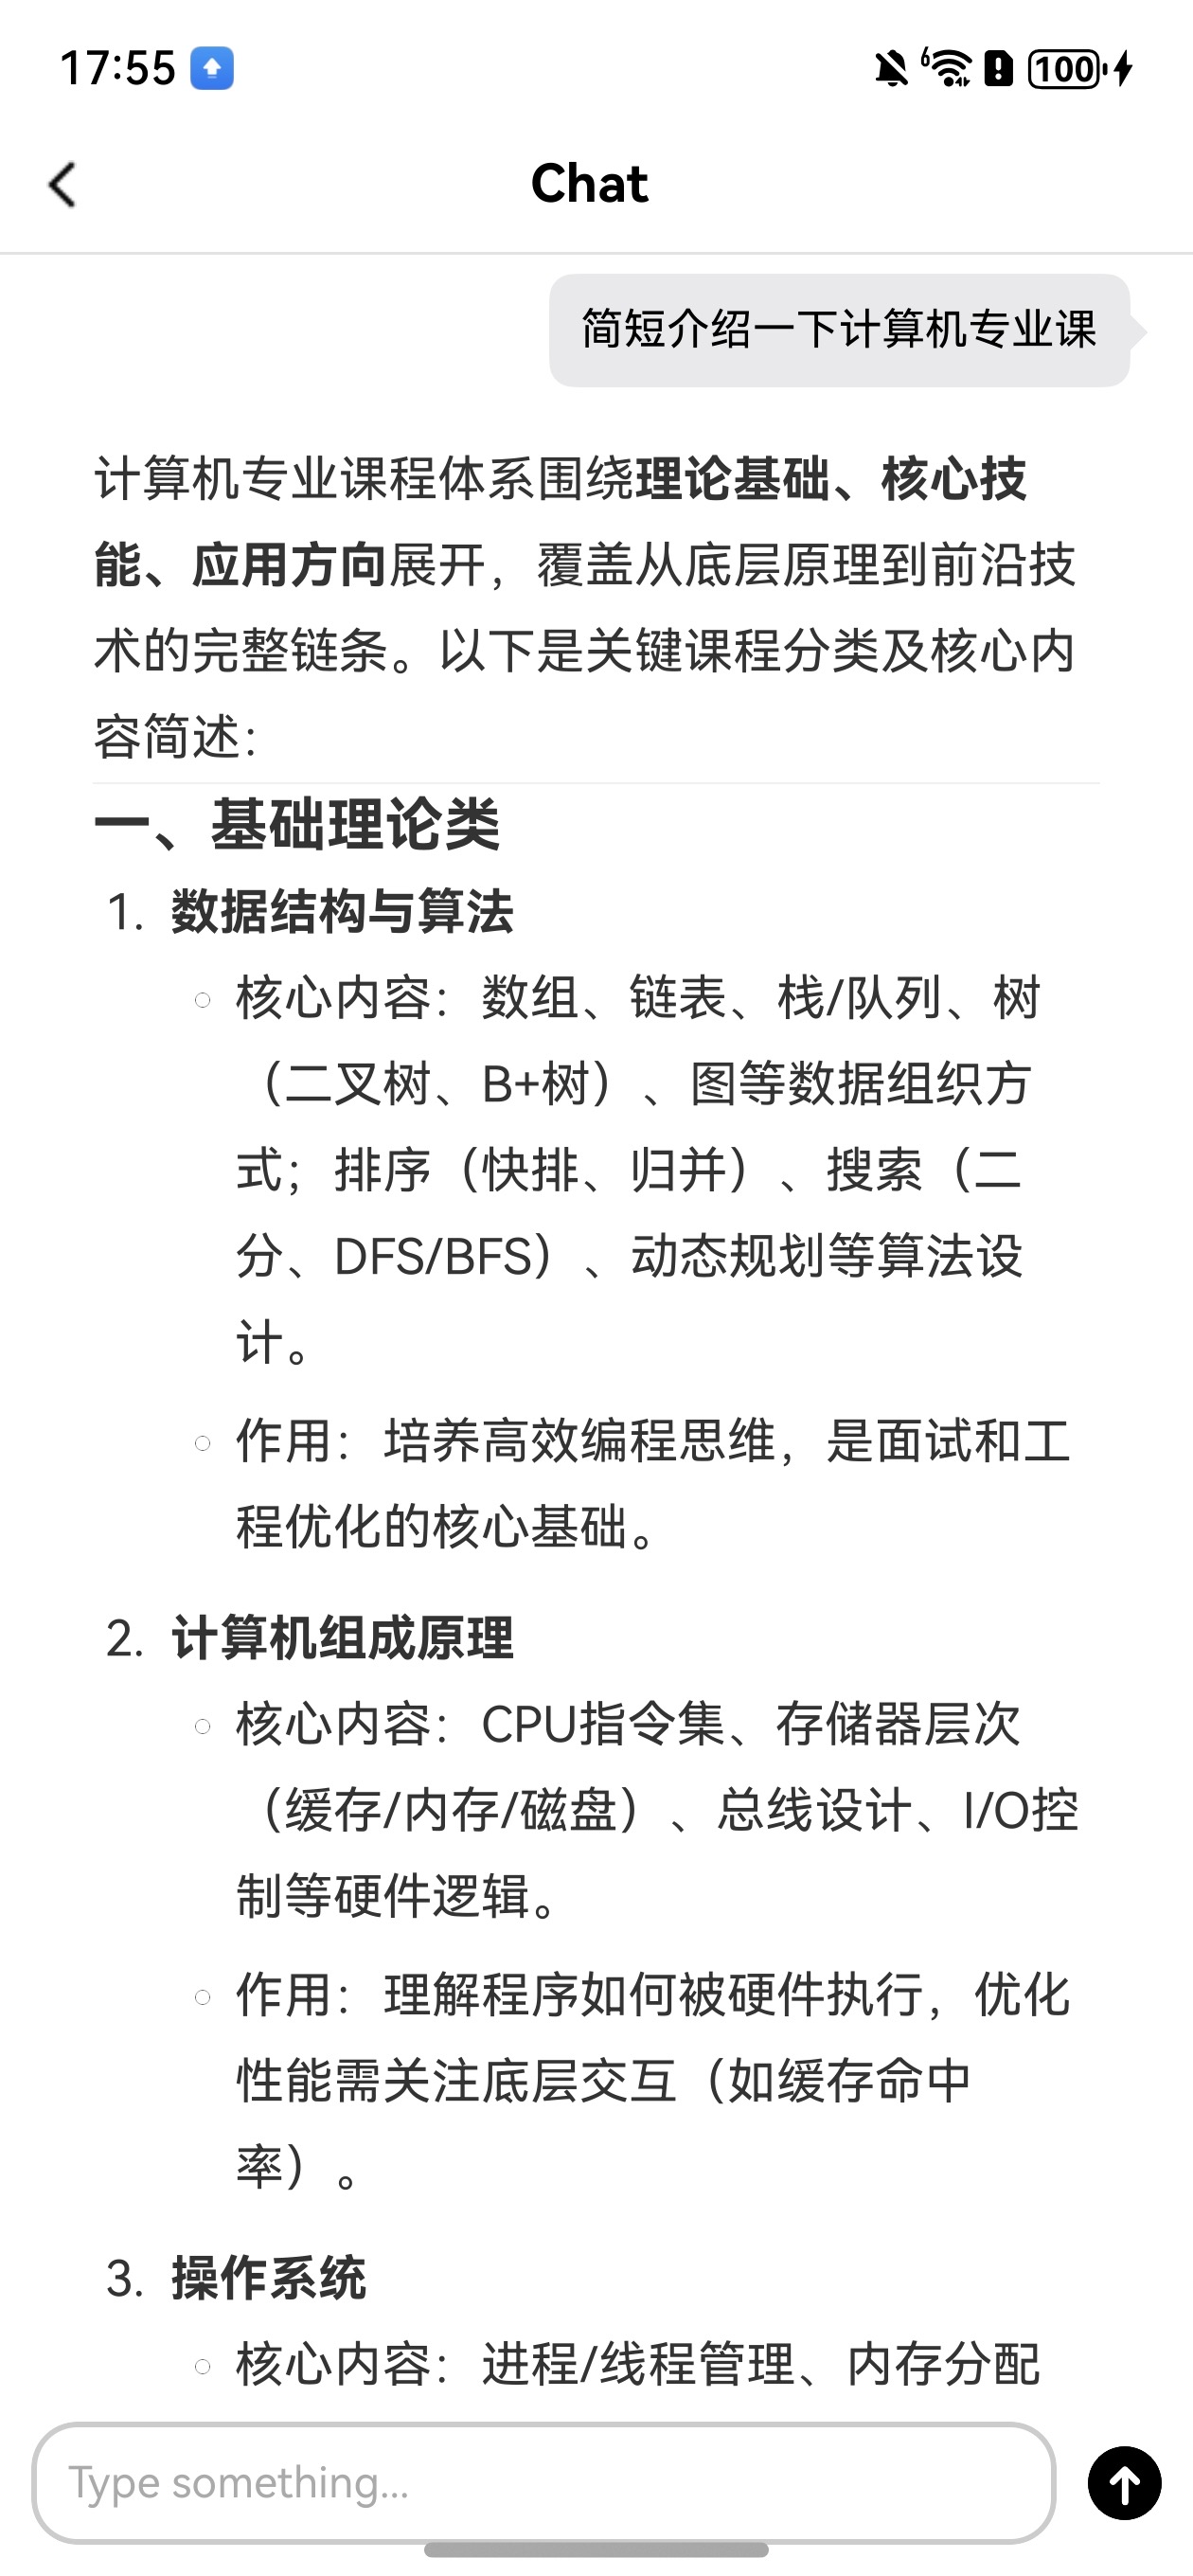 17:55
6
100
Chat
简短介绍一下计算机专业课
计算机专业课程体系围绕理论基础、核心技
能、应用方向展开，覆盖从底层原理到前沿技
术的完整链条。以下是关键课程分类及核心内
容简述：
一、基础理论类
1. 数据结构与算法
核心内容：数组、链表、栈/队列、树
（二叉树、B+树）、图等数据组织方
式；排序（快排、归并）、搜索（二
分、DFS/BFS）、动态规划等算法设
计。
作用：培养高效编程思维，是面试和工
程优化的核心基础。
2. 计算机组成原理
核心内容：CPU指令集、存储器层次
（缓存/内存/磁盘）、总线设计、I/O控
制等硬件逻辑。
作用：理解程序如何被硬件执行，优化
性能需关注底层交互（如缓存命中
率）。
3. 操作系统
核心内容：进程/线程管理、内存分配
Type something...